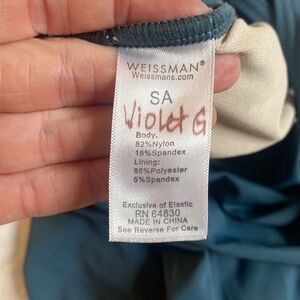 WEISSMAN®
Weissmans.com
SA
Violet G
Body:
82%Nylon
18%Spandex
Lining:
95%Polyester
5%Spandex
Exclusive of Elastic
RN 64830
MADE IN CHINA
See Reverse For Care